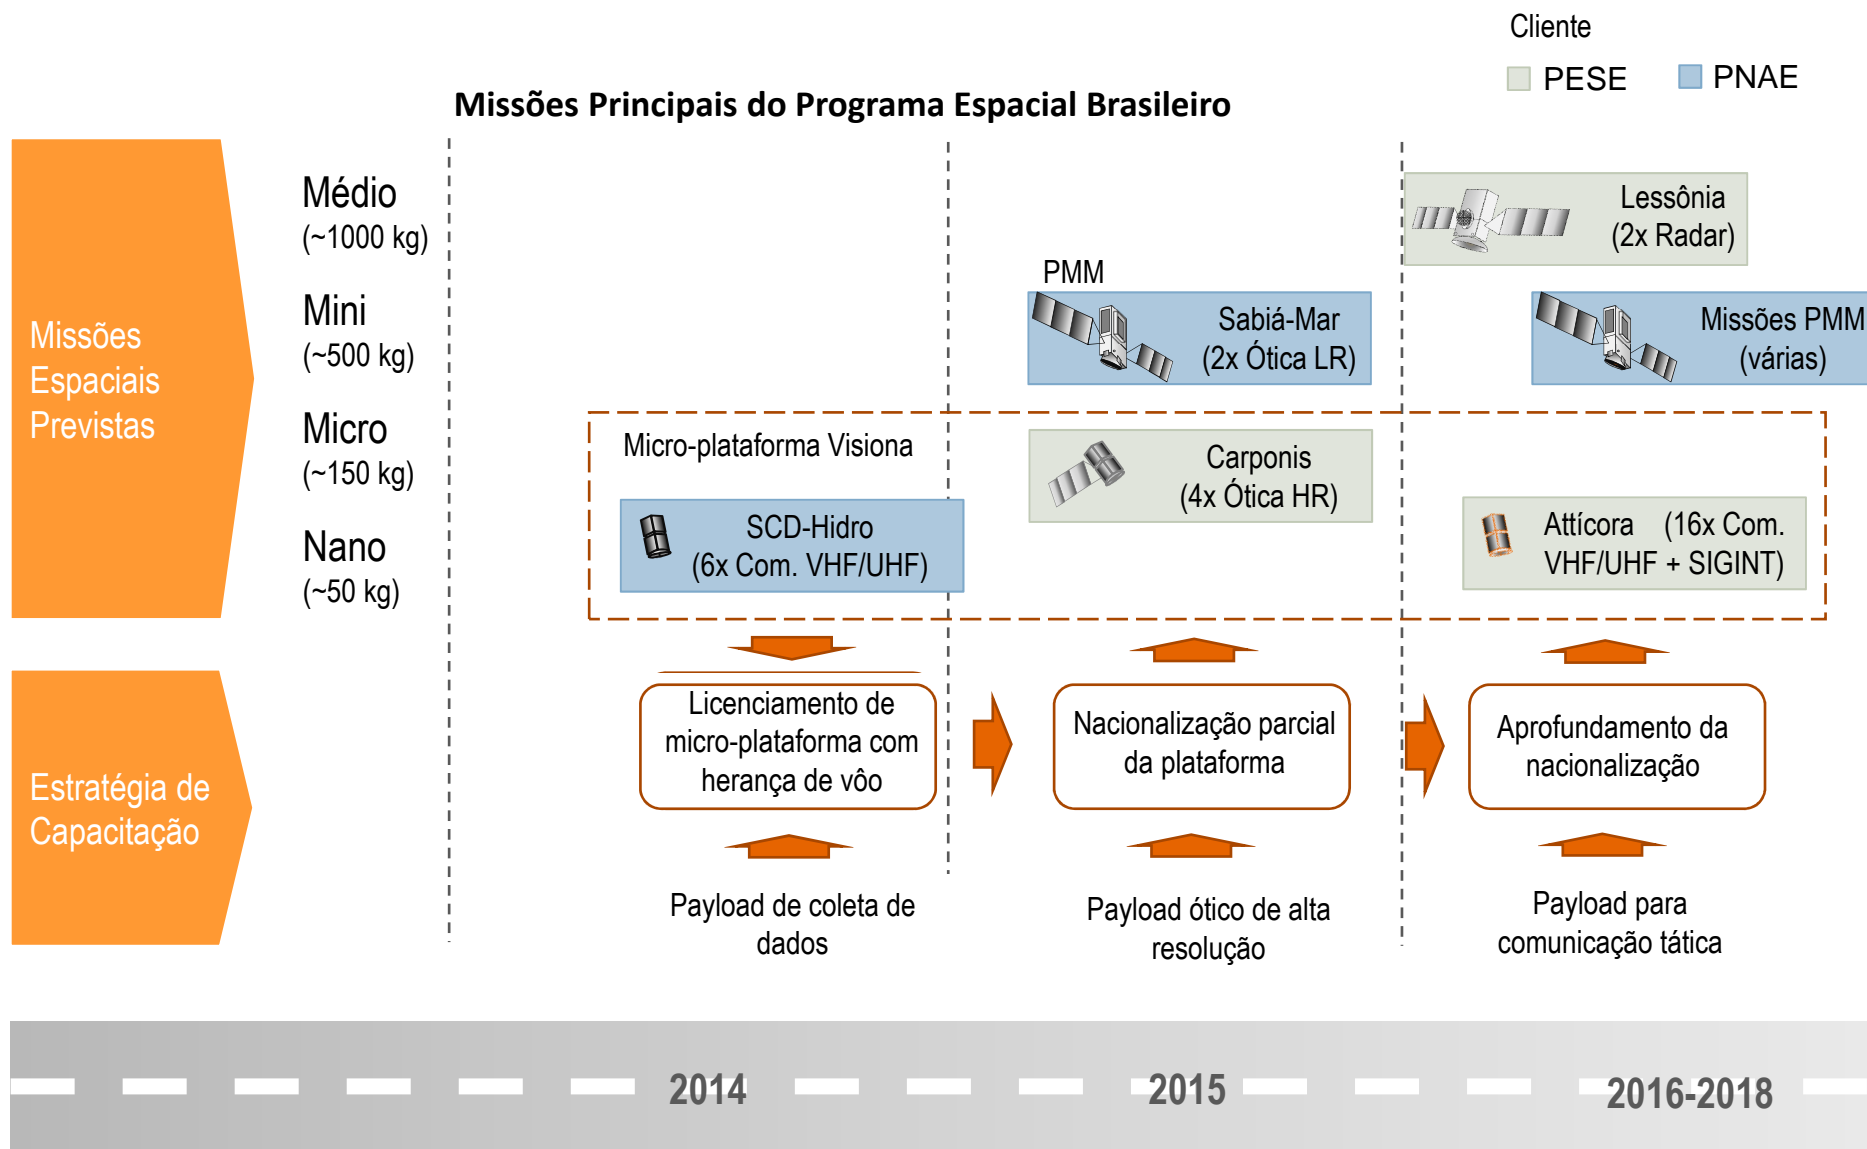 Cliente
PESE
PNAE
Missões Principais do Programa Espacial Brasileiro
Missões
Espaciais
Previstas
Médio
(~1000 kg)
Mini
(~500 kg)
Micro
(~150 kg)
Nano
(~50 kg)
Lessônia
(2x Radar)
PMM
Sabiá-Mar
(2x Ótica LR)
Missões PMM
(várias)
Micro-plataforma Visiona
Carponis
(4x Ótica HR)
SCD-Hidro
(6x Com. VHF/UHF)
Attícora (16x Com.
VHF/UHF + SIGINT)
Estratégia de
Capacitação
Licenciamento de
micro-plataforma com
herança de vôo
Nacionalização parcial
da plataforma
Aprofundamento da
nacionalização
Payload de coleta de
dados
Payload ótico de alta
resolução
Payload para
comunicação tática
2014
2015
2016-2018